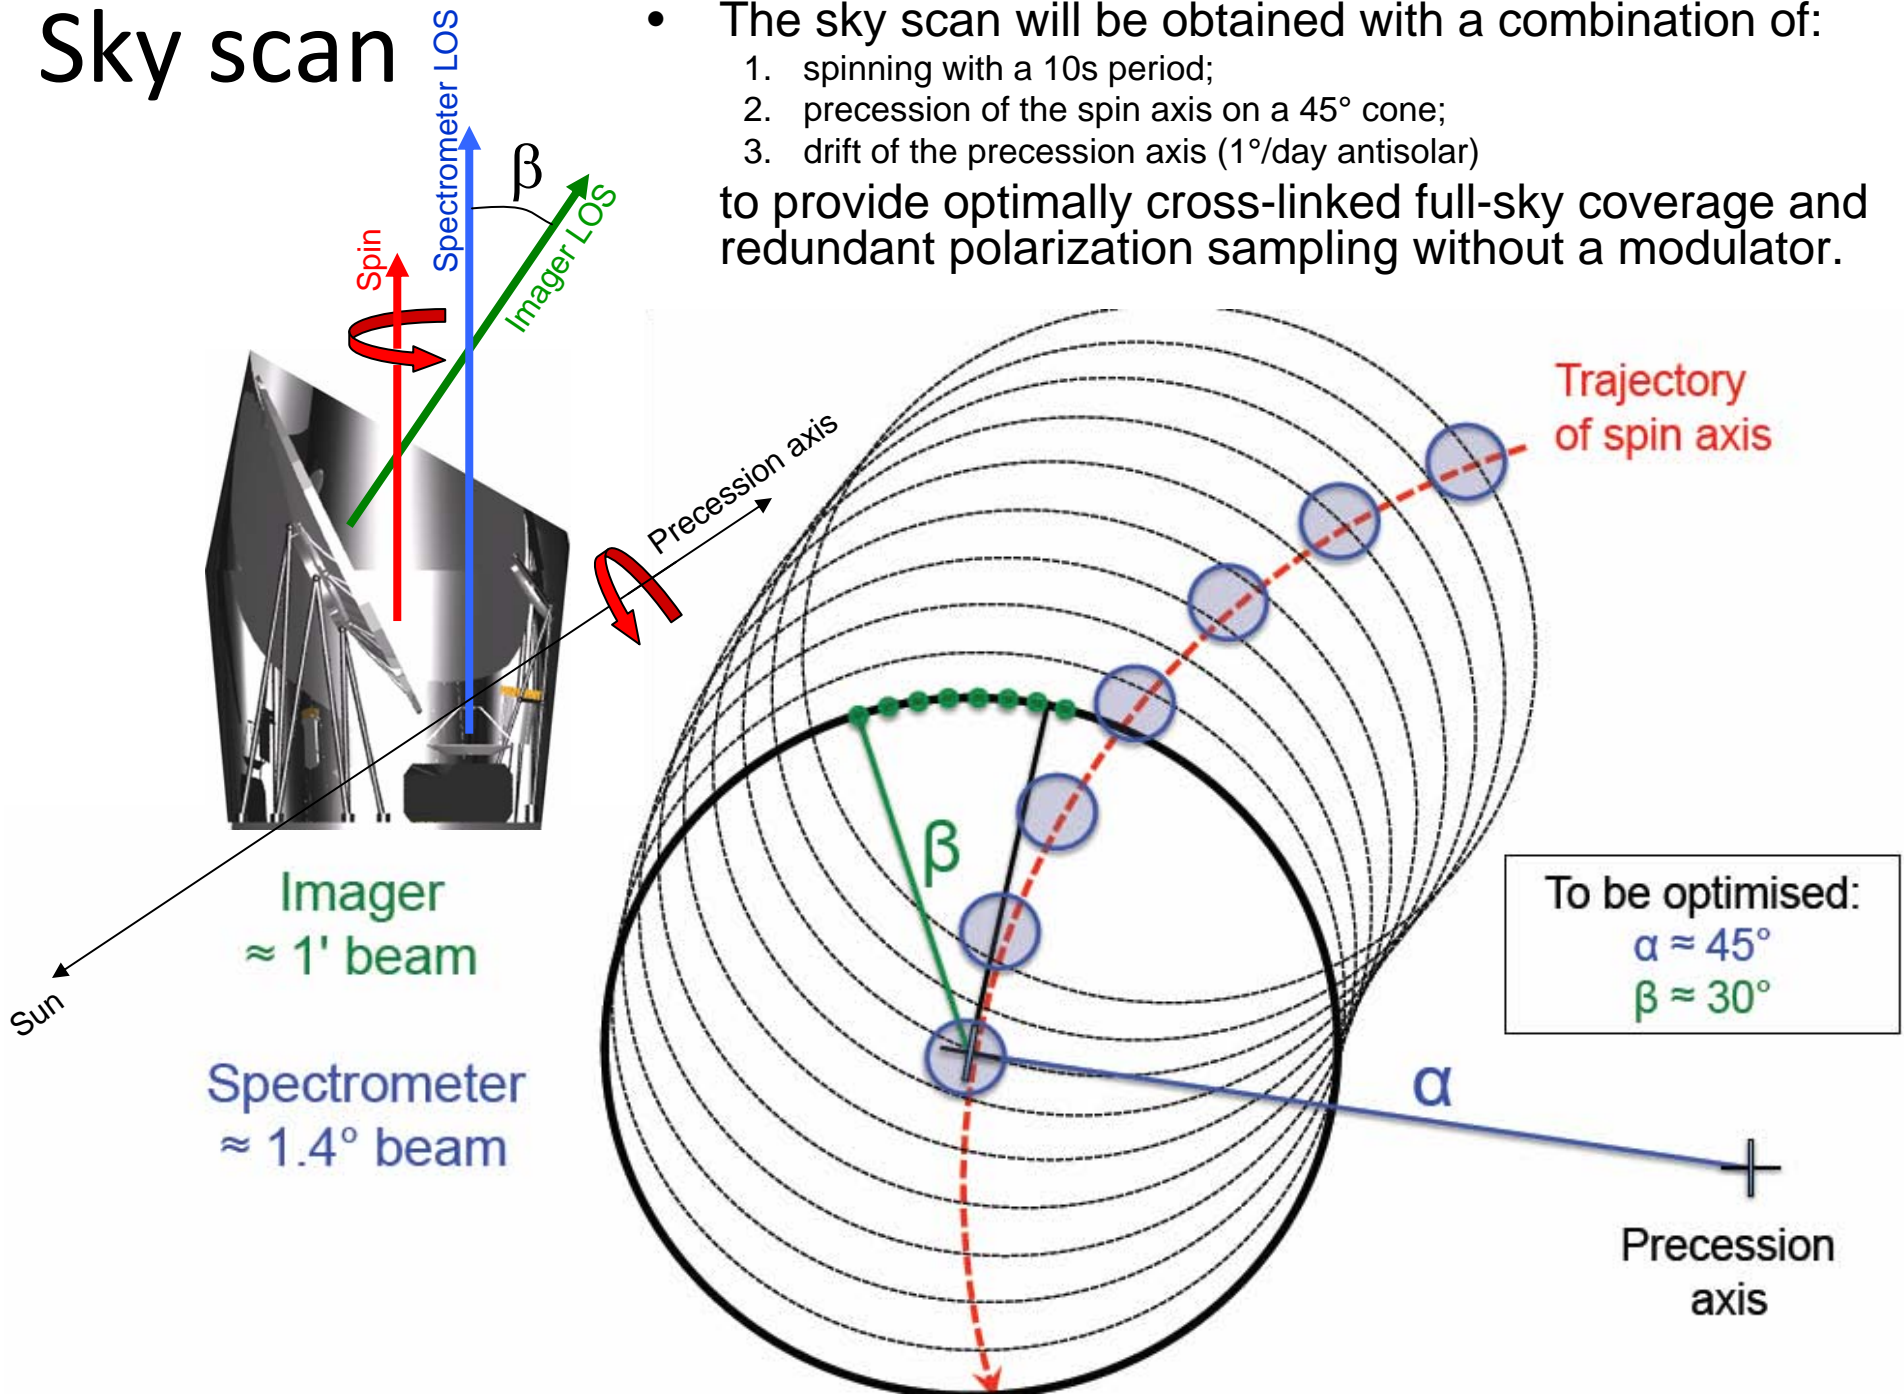 Sky scan
• The sky scan will be obtained with a combination of:
1. spinning with a 10s period;
2. precession of the spin axis on a 45° cone;
3. drift of the precession axis (1°/day antisolar)
to provide optimally cross-linked full-sky coverage and
redundant polarization sampling without a modulator.
Spin
Spectrometer LOS
β
Imager LOS
Precession axis
Sun
Imager
≈ 1' beam
Spectrometer
≈ 1.4° beam
Trajectory
of spin axis
β
α
To be optimised:
α ≈ 45°
β ≈ 30°
Precession
axis